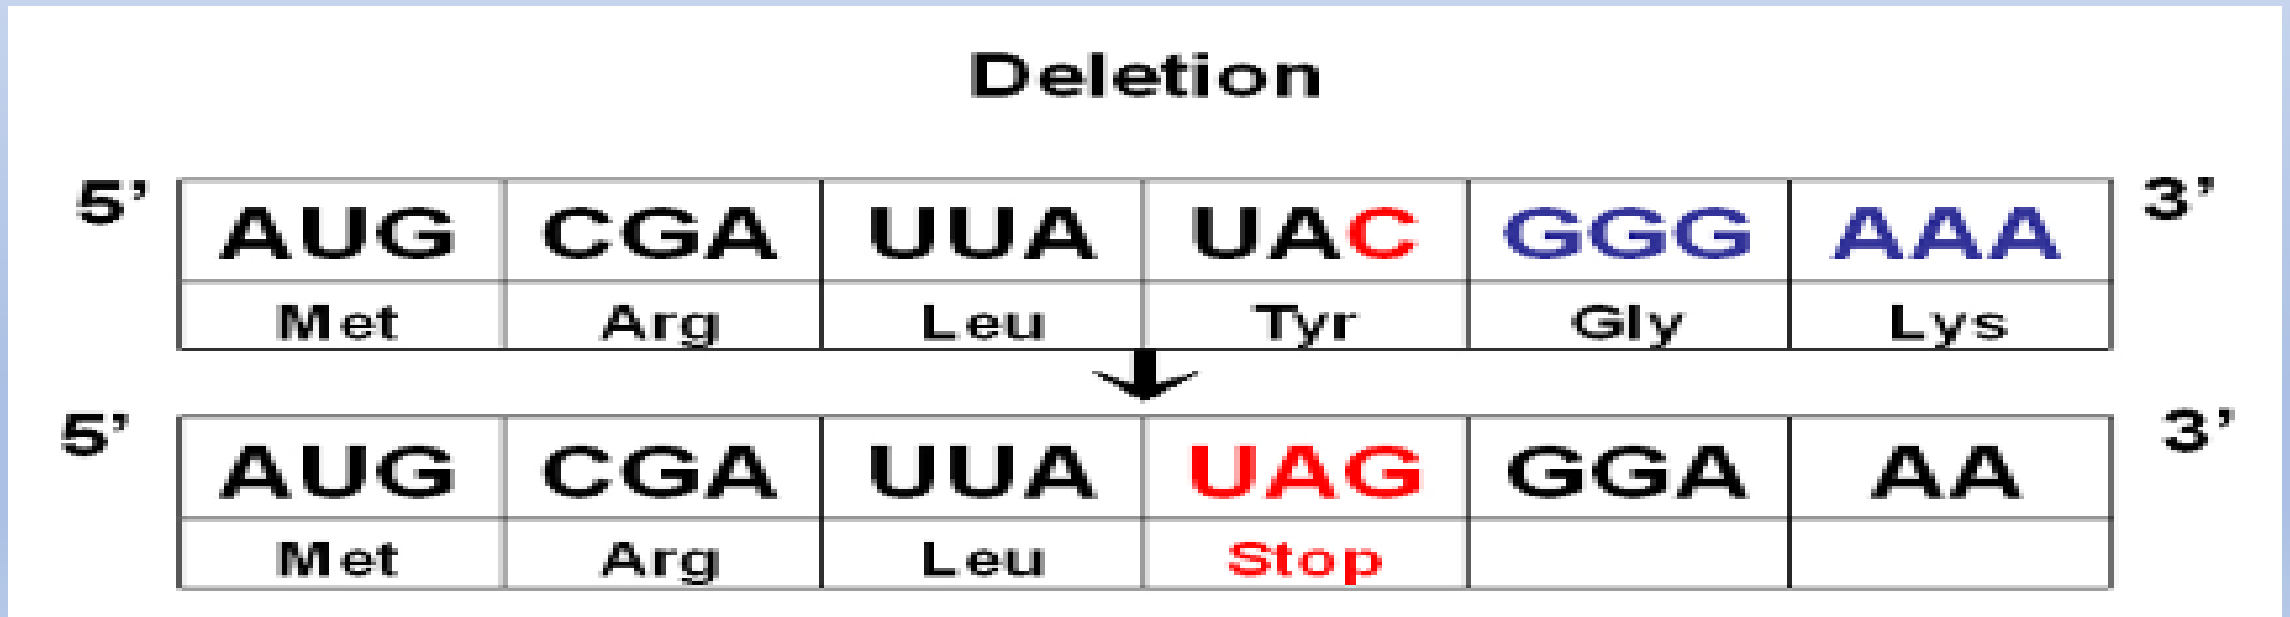 Deletion
5’ AUG CGA UUA UAC GGG AAA 3’
Met Arg Leu Tyr Gly Lys
5’ AUG CGA UUA UAG GGA AA 3’
Met Arg Leu Stop